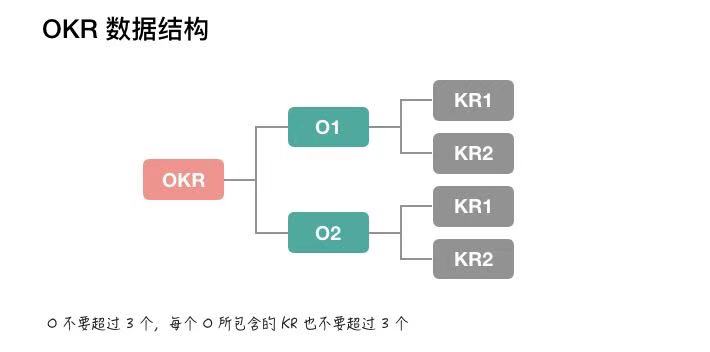 OKR 数据结构
KR1
O1
KR2
OKR
KR1
O2
KR2
O 不要超过 3 个，每个 O 所包含的 KR 也不要超过 3 个